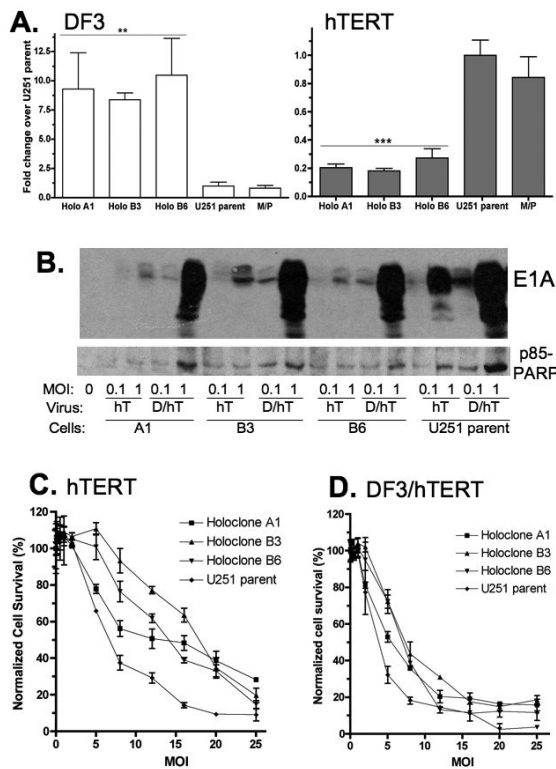 A. DF3
hTERT
Fold change over U251 parent
12.5
10.0
7.5
5.0
2.5
0.0
**
Holo A1 Holo B3 Holo B6 U251 parent M/P
1.2
1.0
0.8
0.6
0.4
0.2
0.0
***
Holo A1 Holo B3 Holo B6 U251 parent M/P
B.
E1A
p85-
PARP
MOI: 0 0.1 1 0.1 1 0.1 1 0.1 1 0.1 1 0.1 1 0.1 1 0.1 1
Virus: hT D/hT hT D/hT hT D/hT hT D/hT
Cells: A1 B3 B6 U251 parent
C. hTERT
Normalized Cell Survival (%)
120
100
80
60
40
20
0
Holoclone A1
Holoclone B3
Holoclone B6
U251 parent
0 5 10 15 20 25
MOI
D. DF3/hTERT
Normalized cell survival (%)
120
100
80
60
40
20
0
Holoclone A1
Holoclone B3
Holoclone B6
U251 parent
0 5 10 15 20 25
MOI